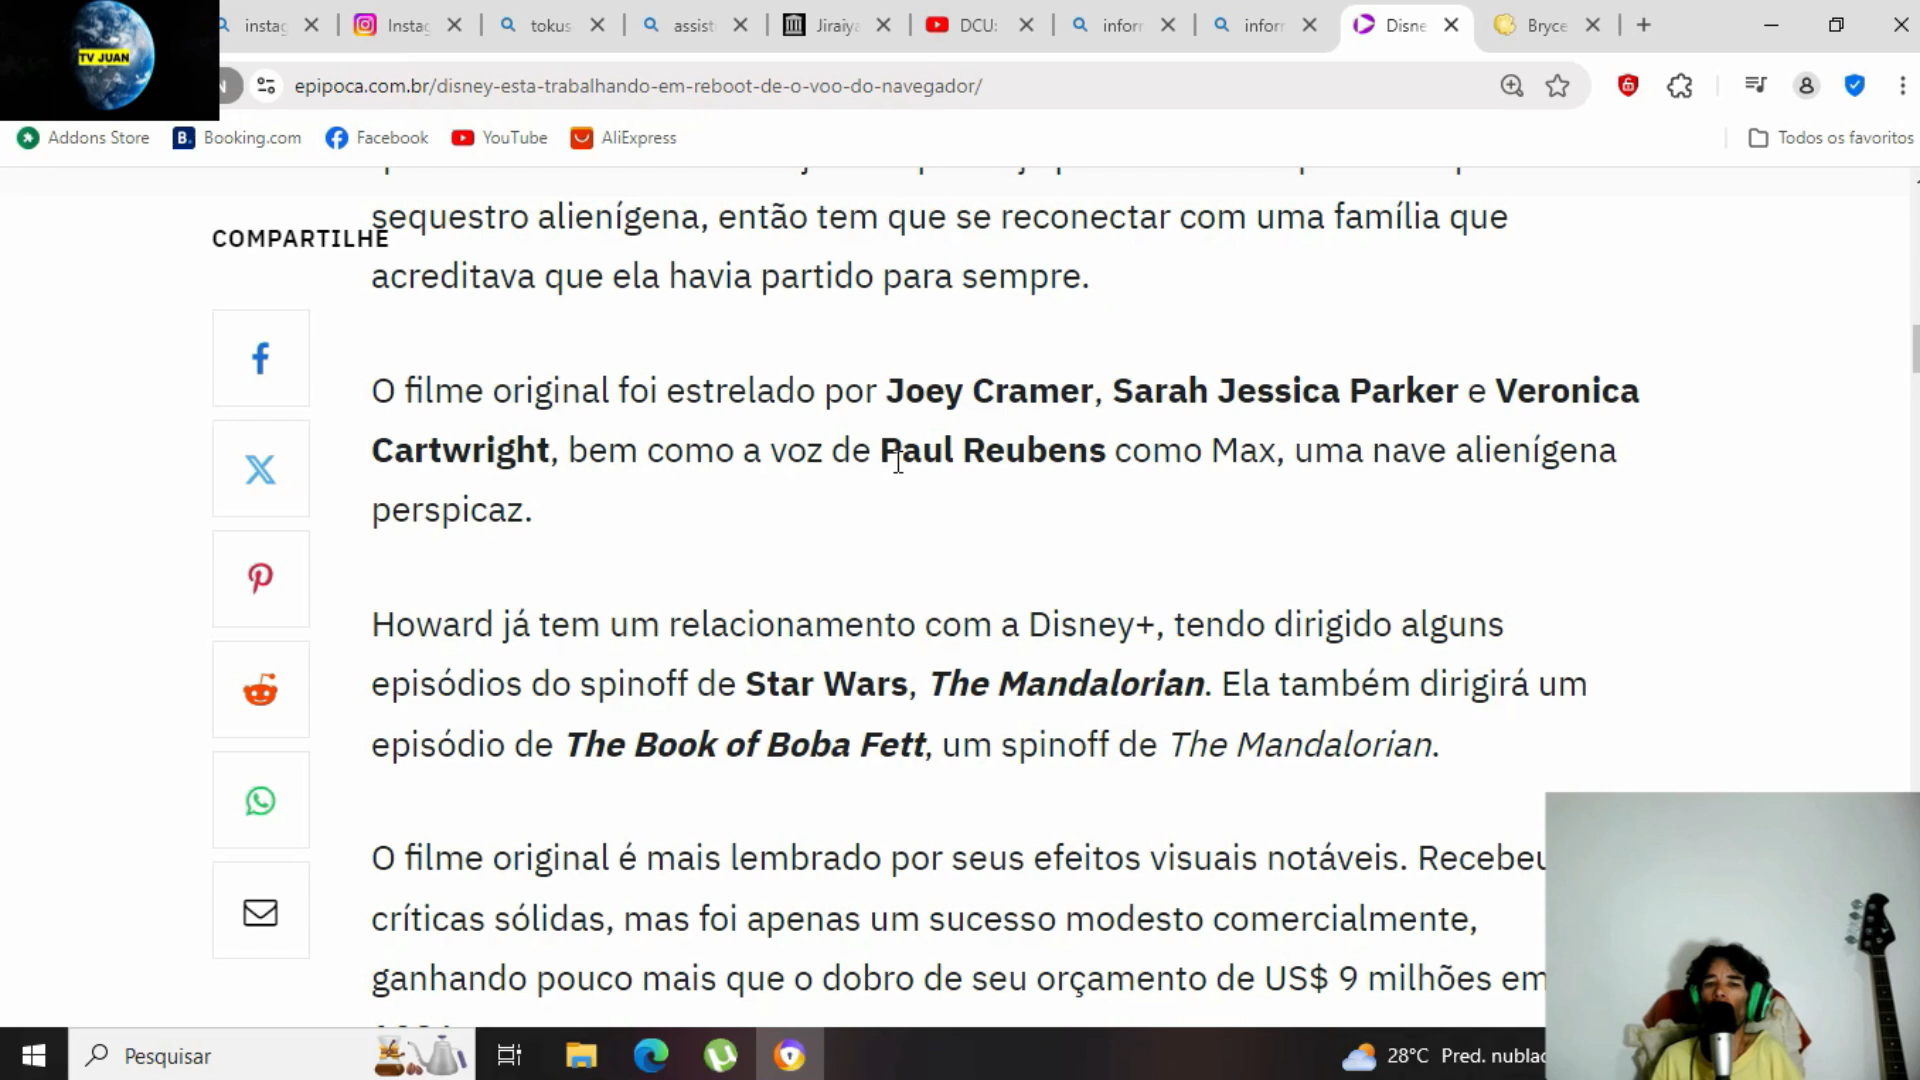 TV JUAN
instag
Instag
tokus
assist
Jiraiya
DCU:
inforr
inforr
Disne
Bryce
epipoca.com.br/disney-esta-trabalhando-em-reboot-de-o-voo-do-navegador/
Addons Store
Booking.com
Facebook
YouTube
AliExpress
Todos os favoritos
COMPARTILHE
sequestro alienígena, então tem que se reconectar com uma família que
acreditava que ela havia partido para sempre.
O filme original foi estrelado por Joey Cramer, Sarah Jessica Parker e Veronica
Cartwright, bem como a voz de Paul Reubens como Max, uma nave alienígena
perspicaz.
Howard já tem um relacionamento com a Disney+, tendo dirigido alguns
episódios do spinoff de Star Wars, The Mandalorian. Ela também dirigirá um
episódio de The Book of Boba Fett, um spinoff de The Mandalorian.
O filme original é mais lembrado por seus efeitos visuais notáveis. Recebeu
críticas sólidas, mas foi apenas um sucesso modesto comercialmente,
ganhando pouco mais que o dobro de seu orçamento de US$ 9 milhões em
Pesquisar
28°C Pred. nublad